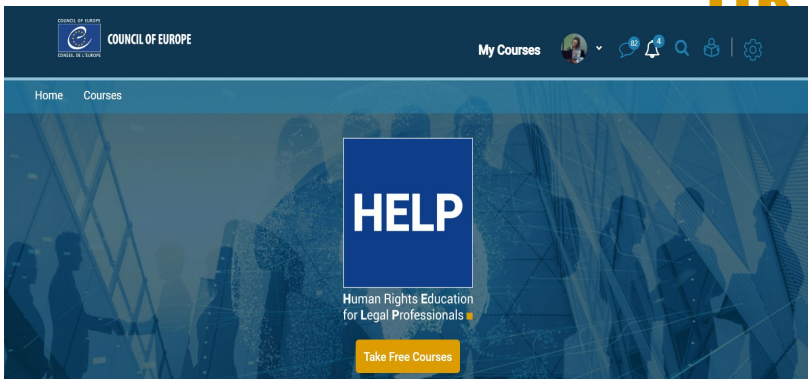 COUNCIL OF EUROPE
CONSEIL DE L'EUROPE
COUNCIL OF EUROPE
My Courses
82
4
Home Courses
HELP
Human Rights Education
for Legal Professionals
Take Free Courses